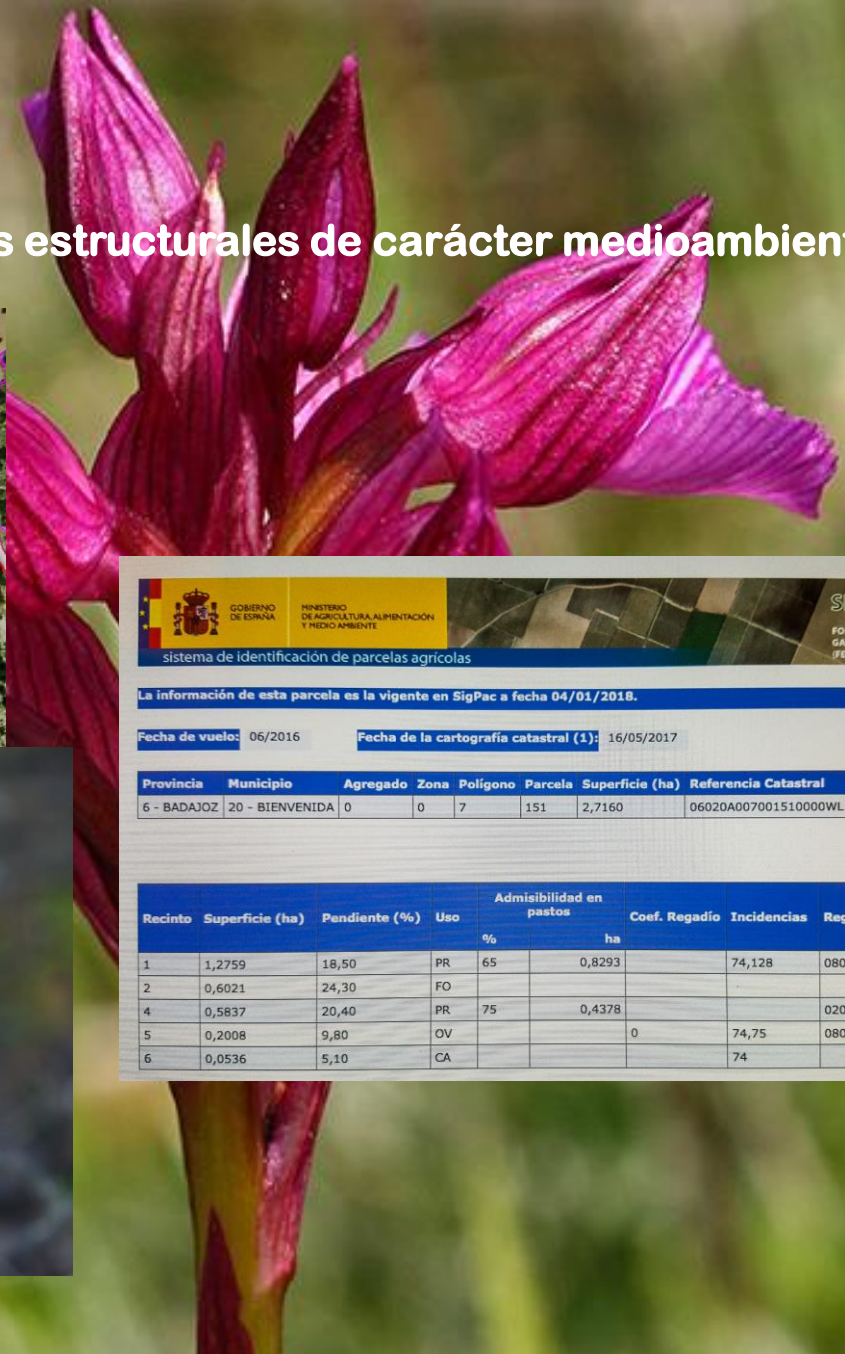 s estructurales de carácter medioambient
GOBIERNO
DE ESPAÑA
MINISTERIO
DE AGRICULTURA, ALIMENTACIÓN
Y MEDIO AMBIENTE
sistema de identificación de parcelas agrícolas
La información de esta parcela es la vigente en SigPac a fecha 04/01/2018.
Fecha de vuelo: 06/2016 Fecha de la cartografía catastral (1): 16/05/2017
Provincia Municipio Agregado Zona Polígono Parcela Superficie (ha) Referencia Catastral
6 - BADAJOZ 20 - BIENVENIDA 0 0 7 151 2,7160 06020A007001510000WL
Recinto Superficie (ha) Pendiente (%) Uso Admisibilidad en pastos Coef. Regadío Incidencias Reg
% ha
1 1,2759 18,50 PR 65 0,8293 74,128 080
2 0,6021 24,30 FO
4 0,5837 20,40 PR 75 0,4378 020
5 0,2008 9,80 OV 0 74,75 080
6 0,0536 5,10 CA 74